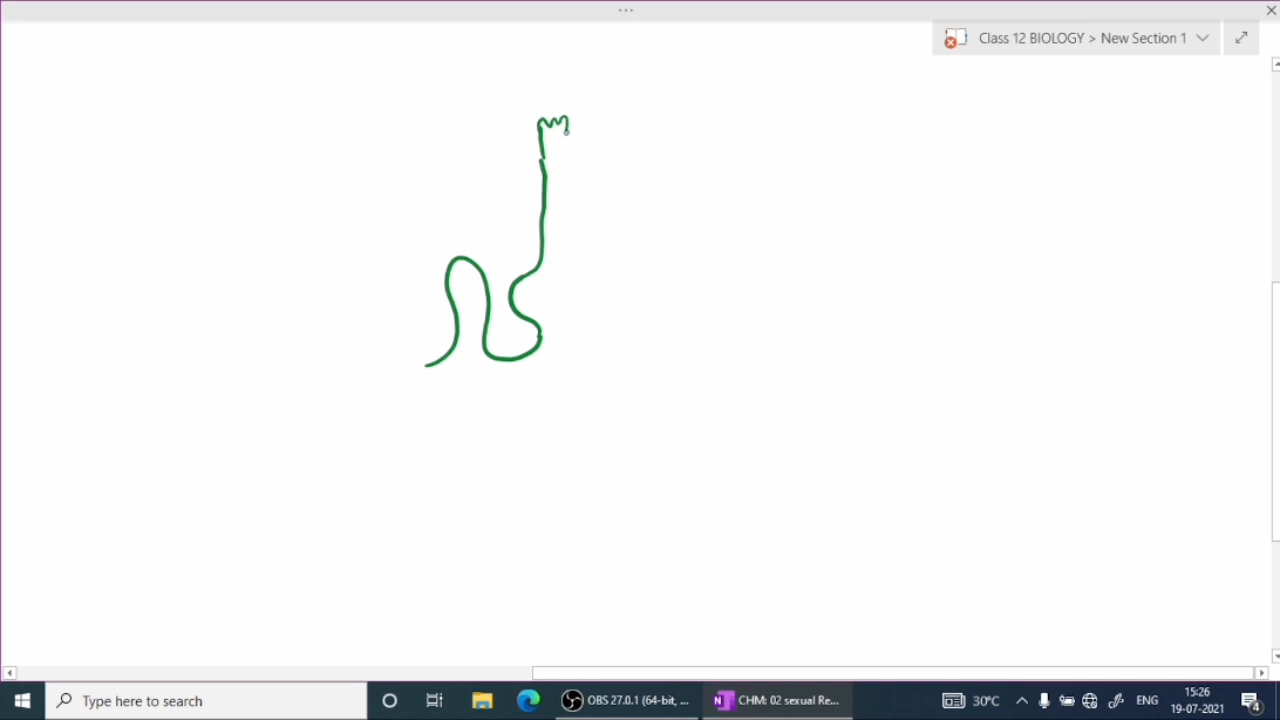 Class 12 BIOLOGY > New Section 1
Type here to search
OBS 27.0.1 (64-bit, ...
CHM: 02 sexual Re...
30°C
ENG
15:26
19-07-2021
4